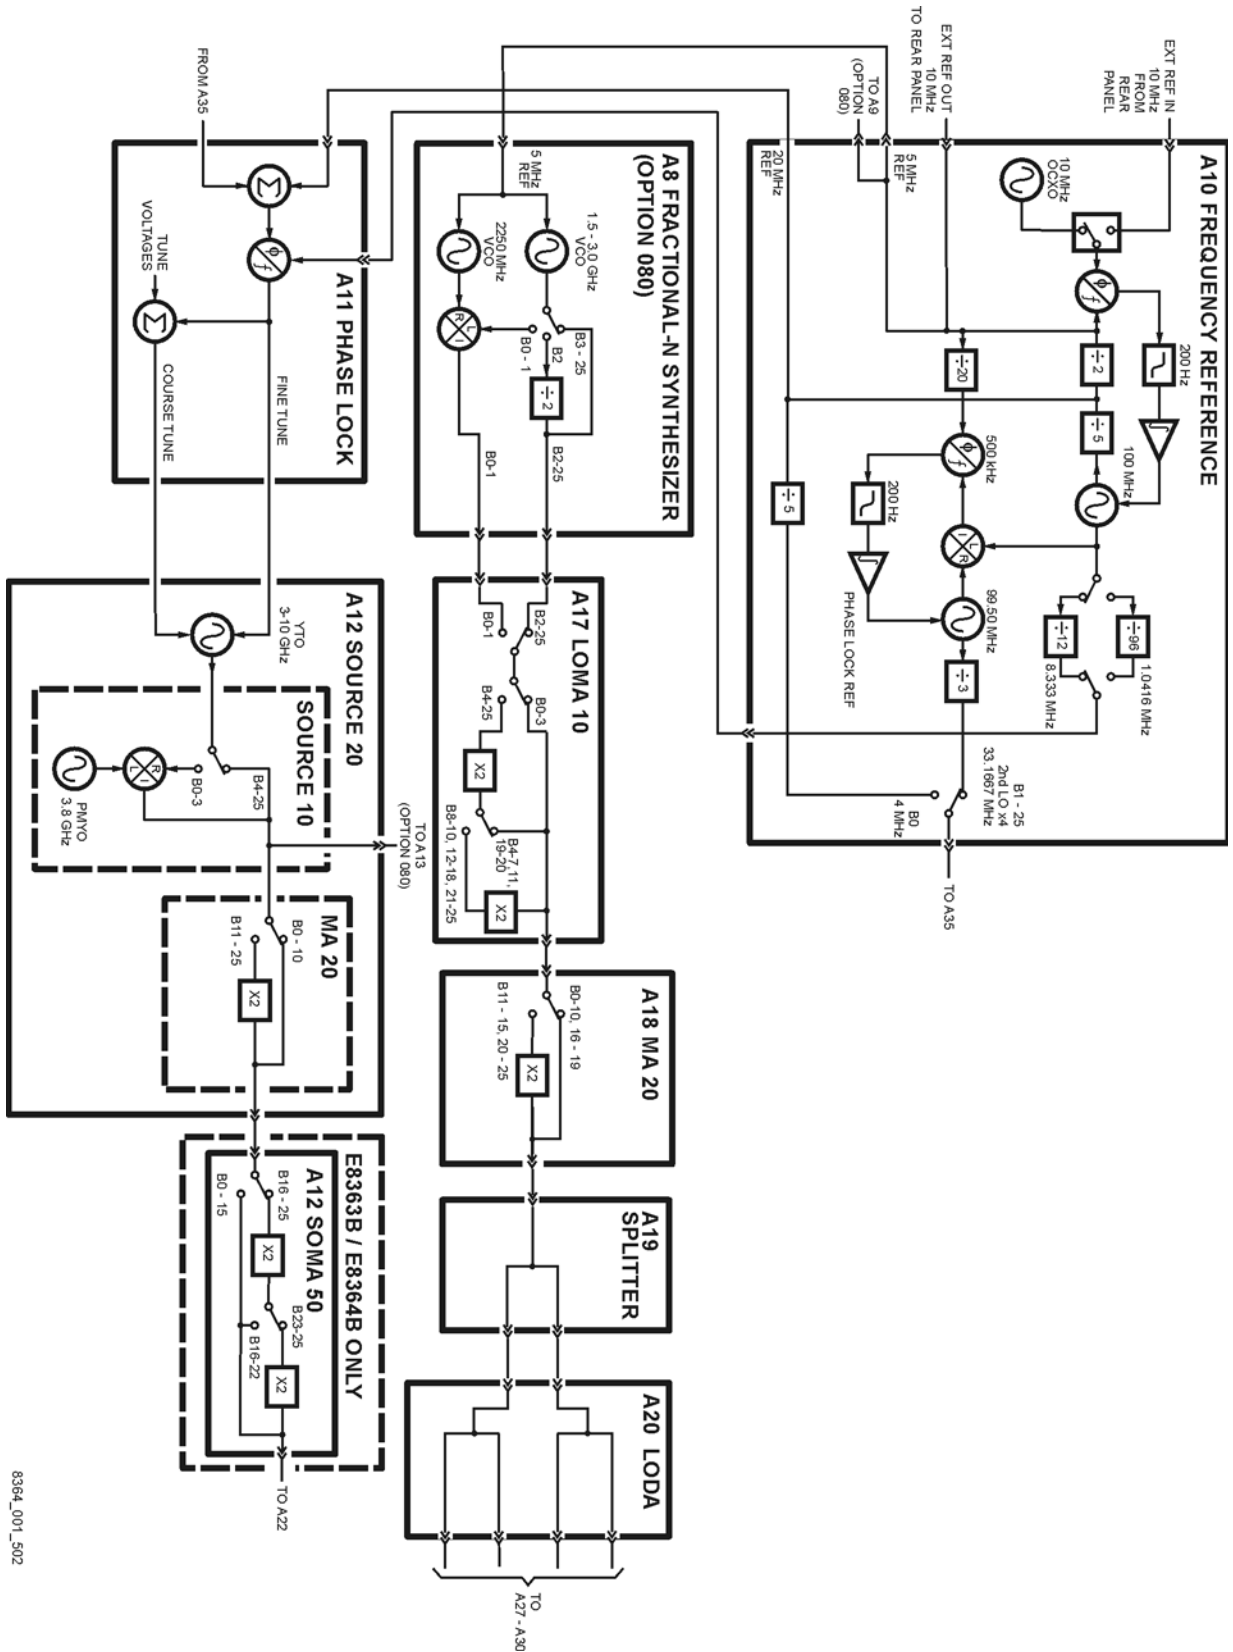 A10 FREQUENCY REFERENCE
EXT REF IN
10 MHz
FROM
REAR
PANEL
EXT REF OUT
10 MHz
TO REAR PANEL
TO A9
(OPTION
080)
5 MHz
REF
20 MHz
REF
10 MHz
OCXO
ϕ
f
200 Hz
÷2
÷5
100 MHz
÷20
ϕ
f
500 kHz
200 Hz
L
I
R
99.50 MHz
PHASE LOCK REF
÷3
÷5
÷96
÷12
1.0416 MHz
8.333 MHz
B1 - 25
2nd LO x4
33.1667 MHz
B0
4 MHz
TO A35
A8 FRACTIONAL-N SYNTHESIZER
(OPTION 080)
5 MHz
REF
1.5 - 3.0 GHz
VCO
2250 MHz
VCO
R
L
I
B3 - 25
B2
B0 - 1
÷2
B2-25
B0-1
A17 LOMA 10
B2-25
B0-1
B0-3
B4-25
X2
B4-7, 11,
19-20
B8-10, 12-18, 21-25
X2
A18 MA 20
B0-10, 16 - 19
B11 - 15, 20 - 25
X2
A19
SPLITTER
A20 LODA
TO
A27 - A30
A11 PHASE LOCK
FROM A35
Σ
ϕ
f
TUNE
VOLTAGES
Σ
FINE TUNE
COURSE TUNE
A12 SOURCE 20
YTO
3-10 GHz
SOURCE 10
B4-25
B0-3
R
L
I
PMYO
3.8 GHz
TO A13
(OPTION 080)
MA 20
B0 - 10
B11 - 25
X2
E8363B / E8364B ONLY
A12 SOMA 50
B16 - 25
B0 - 15
X2
B23-25
B16-22
X2
TO A22
8364_001_502